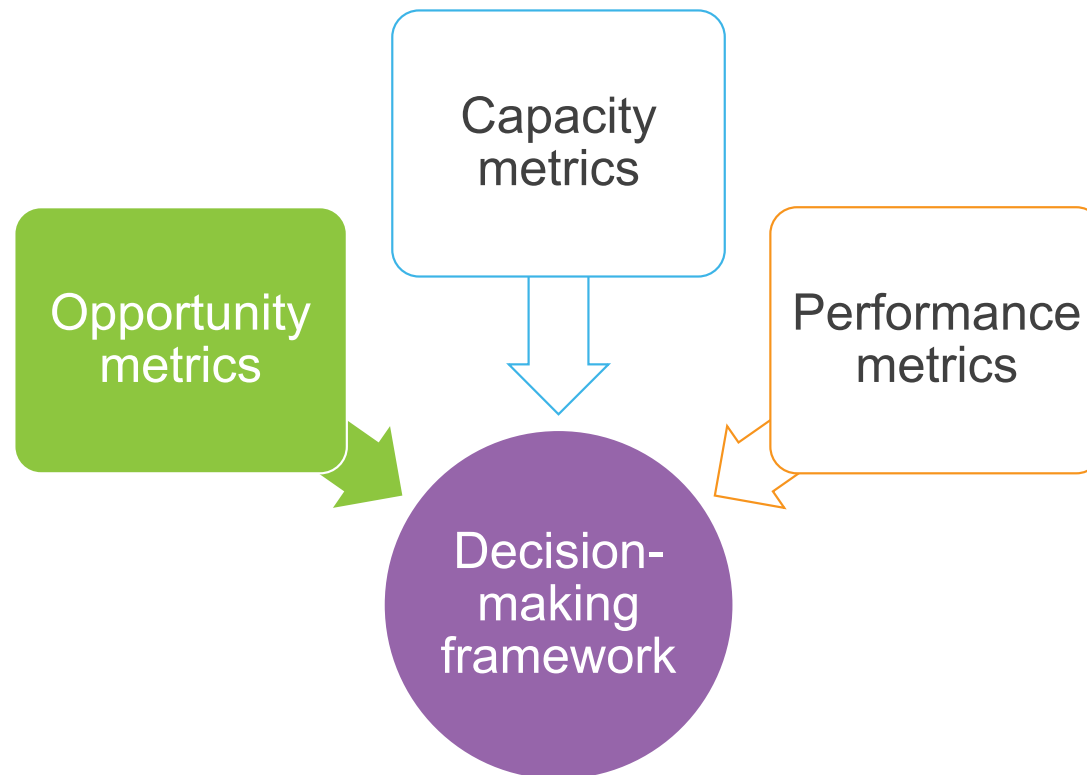 Capacity
metrics
Opportunity
metrics
Performance
metrics
Decision-
making
framework